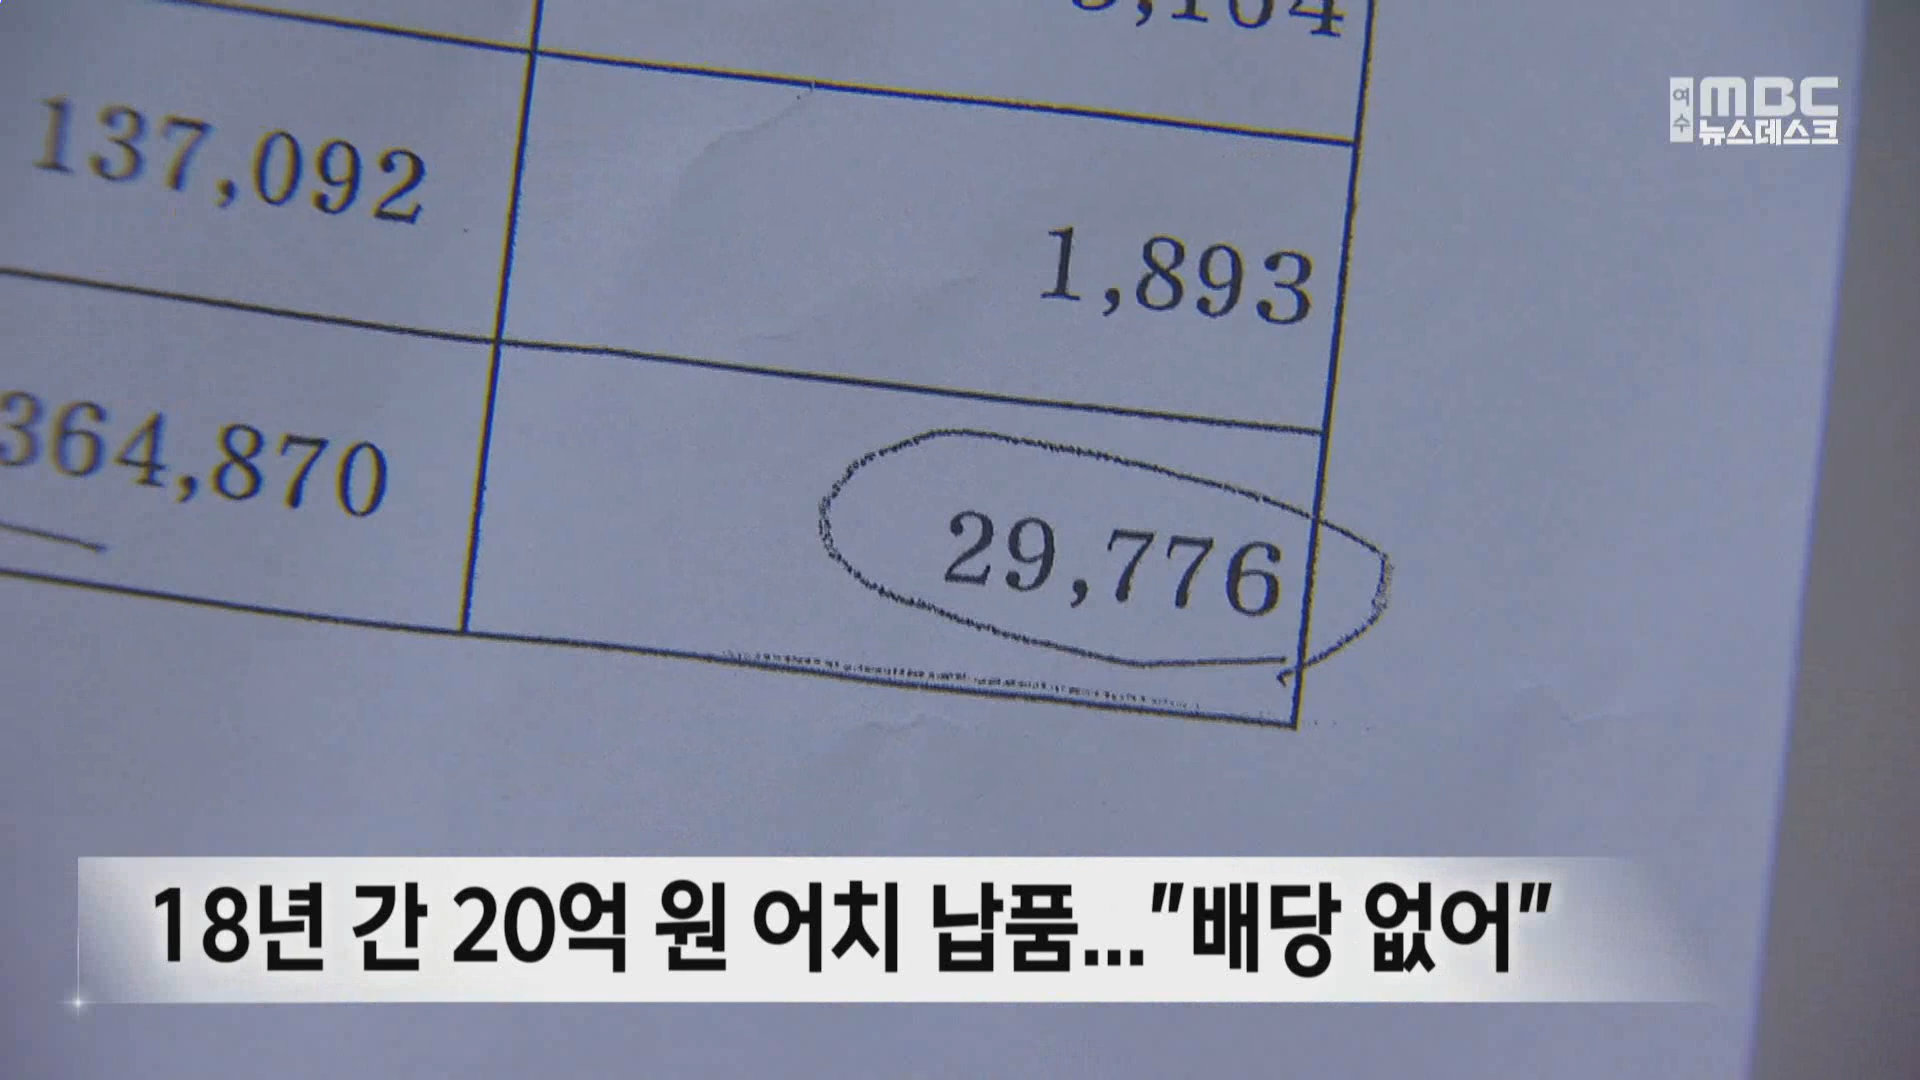 여수 MBC
뉴스데스크
137,092
1,893
364,870
29,776
18년 간 20억 원 어치 납품..."배당 없어"